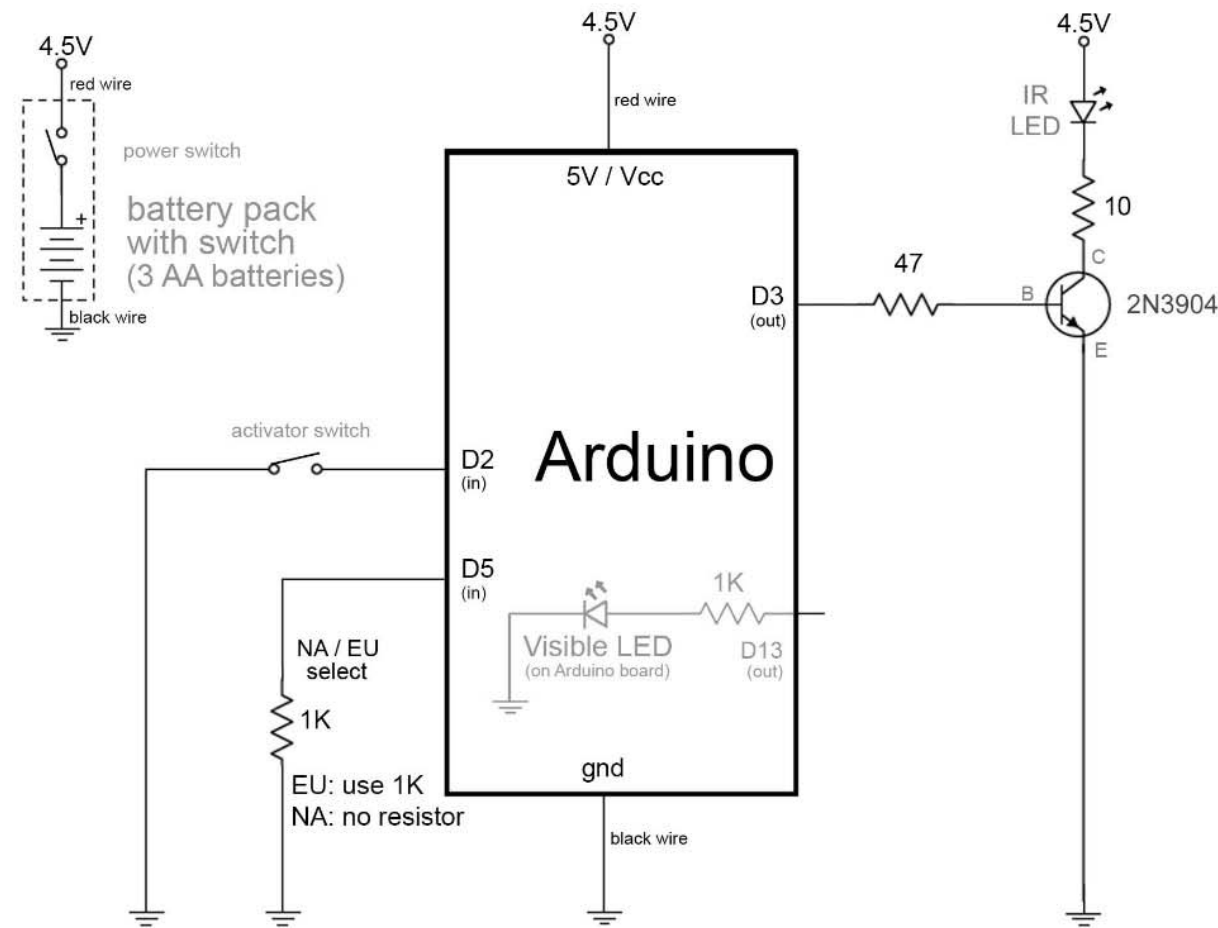 4.5V
red wire
power switch
+
battery pack
with switch
(3 AA batteries)
black wire
4.5V
red wire
5V / Vcc
4.5V
IR
LED
10
C
47
D3
(out)
B
2N3904
E
activator switch
D2
(in)
Arduino
D5
(in)
1K
Visible LED
(on Arduino board)
D13
(out)
NA / EU
select
1K
EU: use 1K
NA: no resistor
gnd
black wire